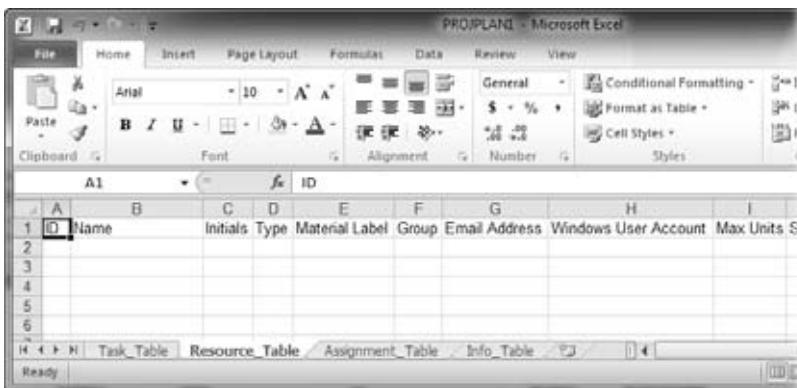 PROJPLAN1 - Microsoft Excel
File Home Insert Page Layout Formulas Data Review View
Arial 10 A A General Conditional Formatting
Paste $ % , Format as Table
B I U A Cell Styles
Clipboard Font Alignment Number Styles
A1 fx ID
A B C D E F G H I
1 ID Name Initials Type Material Label Group Email Address Windows User Account Max Units S
2
3
4
5
6
Task_Table Resource_Table Assignment_Table Info_Table
Ready